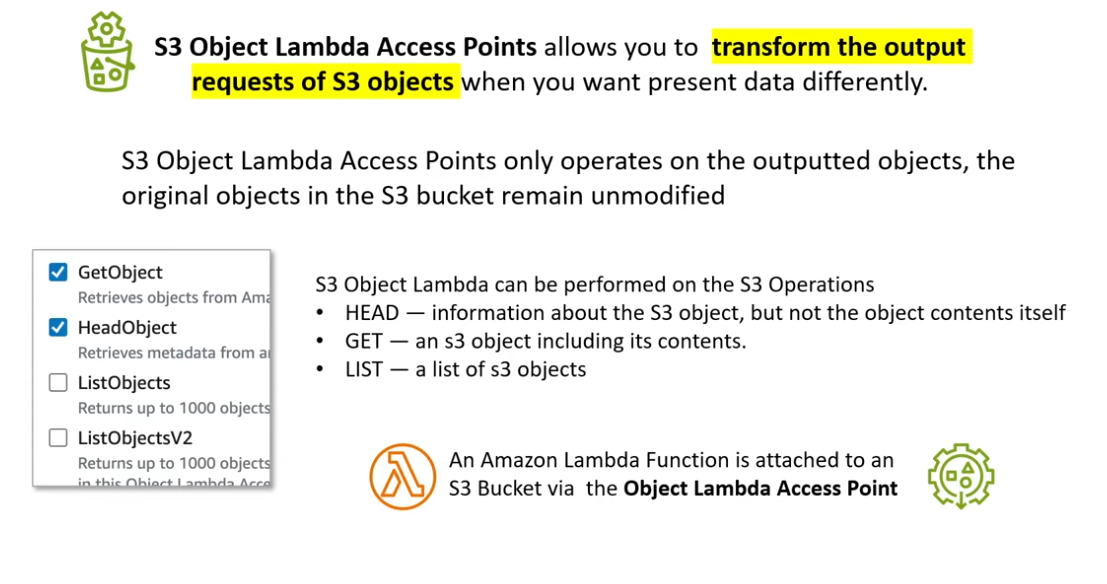 S3 Object Lambda Access Points allows you to transform the output
requests of S3 objects when you want present data differently.
S3 Object Lambda Access Points only operates on the outputted objects, the
original objects in the S3 bucket remain unmodified
GetObject
Retrieves objects from Ama
HeadObject
Retrieves metadata from a
ListObjects
Returns up to 1000 objects
ListObjectsV2
Returns up to 1000 objects
in this Object Lambda Acce
S3 Object Lambda can be performed on the S3 Operations
• HEAD — information about the S3 object, but not the object contents itself
• GET — an s3 object including its contents.
• LIST — a list of s3 objects
An Amazon Lambda Function is attached to an
S3 Bucket via the Object Lambda Access Point